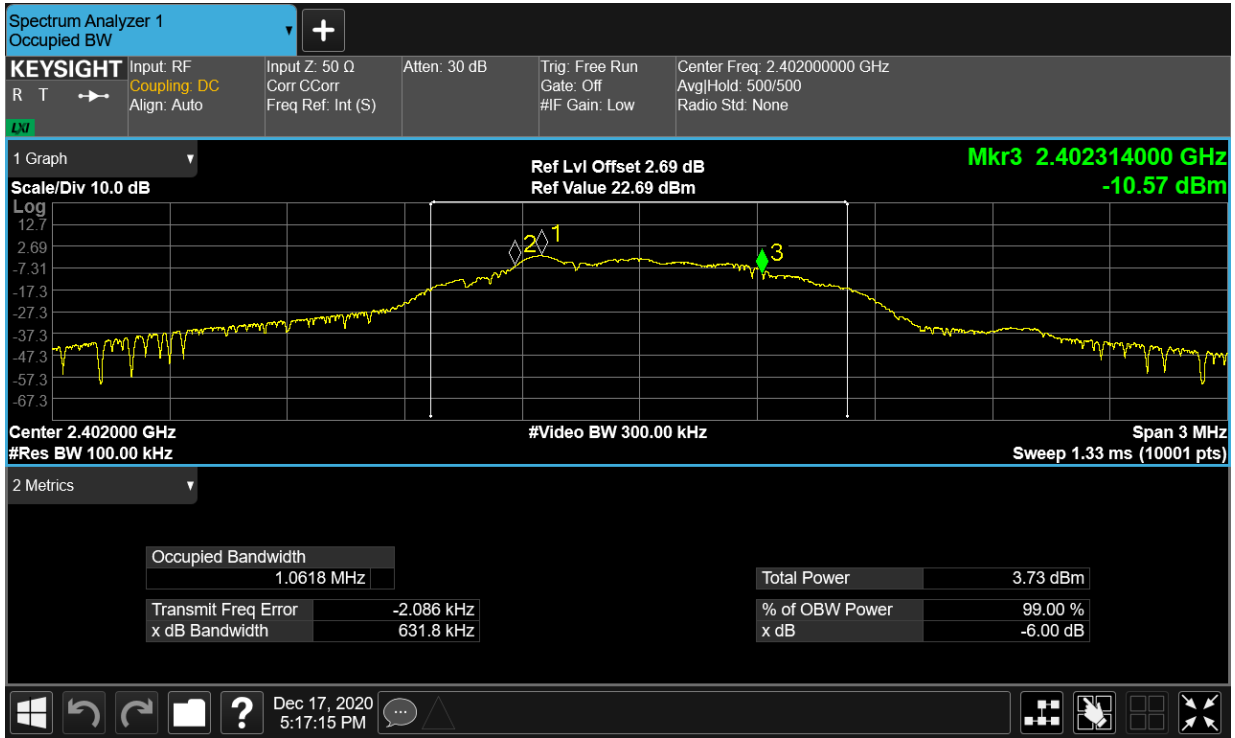 Spectrum Analyzer 1
Occupied BW
KEYSIGHT
R T
LXI
Input: RF
Coupling: DC
Align: Auto
Input Z: 50 Ω
Corr CCorr
Freq Ref: Int (S)
Atten: 30 dB
Trig: Free Run
Gate: Off
#IF Gain: Low
Center Freq: 2.402000000 GHz
Avg|Hold: 500/500
Radio Std: None
1 Graph
Scale/Div 10.0 dB
Ref Lvl Offset 2.69 dB
Ref Value 22.69 dBm
Mkr3 2.402314000 GHz
-10.57 dBm
Log
12.7
2.69
-7.31
-17.3
-27.3
-37.3
-47.3
-57.3
-67.3
2
1
3
Center 2.402000 GHz
#Res BW 100.00 kHz
#Video BW 300.00 kHz
Span 3 MHz
Sweep 1.33 ms (10001 pts)
2 Metrics
Occupied Bandwidth
1.0618 MHz
Transmit Freq Error -2.086 kHz
x dB Bandwidth 631.8 kHz
Total Power 3.73 dBm
% of OBW Power 99.00 %
x dB -6.00 dB
?
Dec 17, 2020
5:17:15 PM